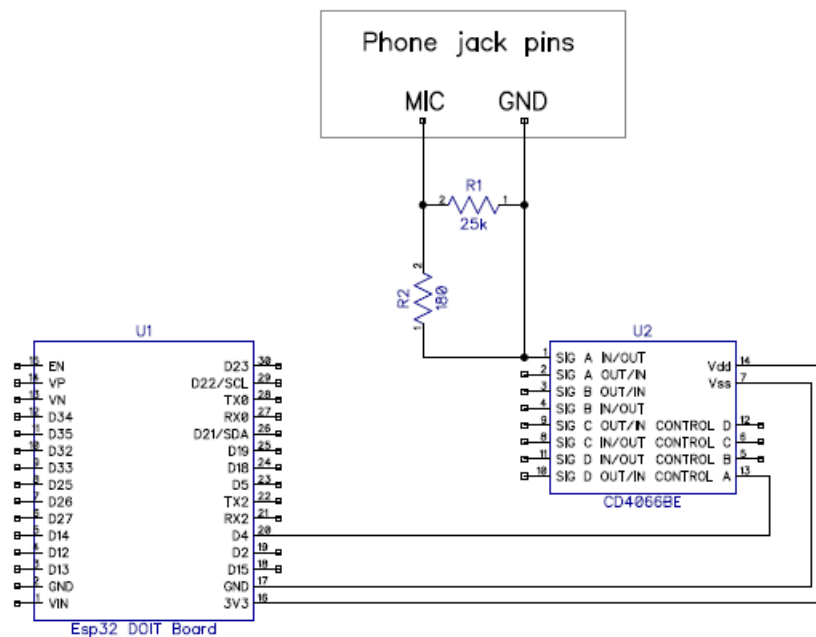 Phone jack pins
MIC GND
R1
2 1
25k
2
R2
180
1
U1
15 EN D23 30
14 VP D22/SCL 29
13 VN TX0 28
12 D34 RX0 27
11 D35 D21/SDA 26
10 D32 D19 25
9 D33 D18 24
8 D25 D5 23
7 D26 TX2 22
6 D27 RX2 21
5 D14 D4 20
4 D12 D2 19
3 D13 D15 18
2 GND GND 17
1 VIN 3V3 16
Esp32 DOIT Board
U2
1 SIG A IN/OUT Vdd 14
2 SIG A OUT/IN Vss 7
3 SIG B OUT/IN
4 SIG B IN/OUT
9 SIG C OUT/IN CONTROL D 12
8 SIG C IN/OUT CONTROL C 6
11 SIG D IN/OUT CONTROL B 5
10 SIG D OUT/IN CONTROL A 13
CD4066BE